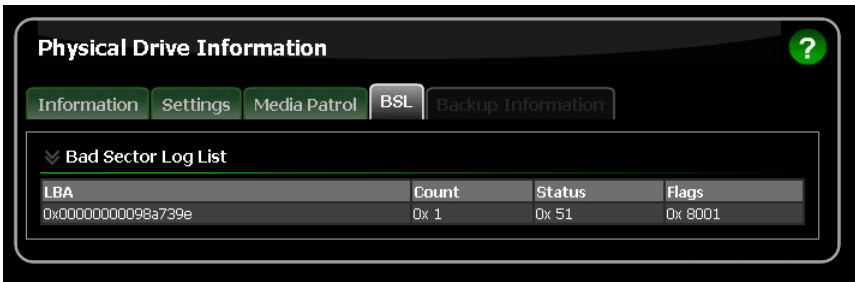 Physical Drive Information
?
Information Settings Media Patrol BSL Backup Information
Bad Sector Log List
LBA Count Status Flags
0x00000000098a739e 0x 1 0x 51 0x 8001